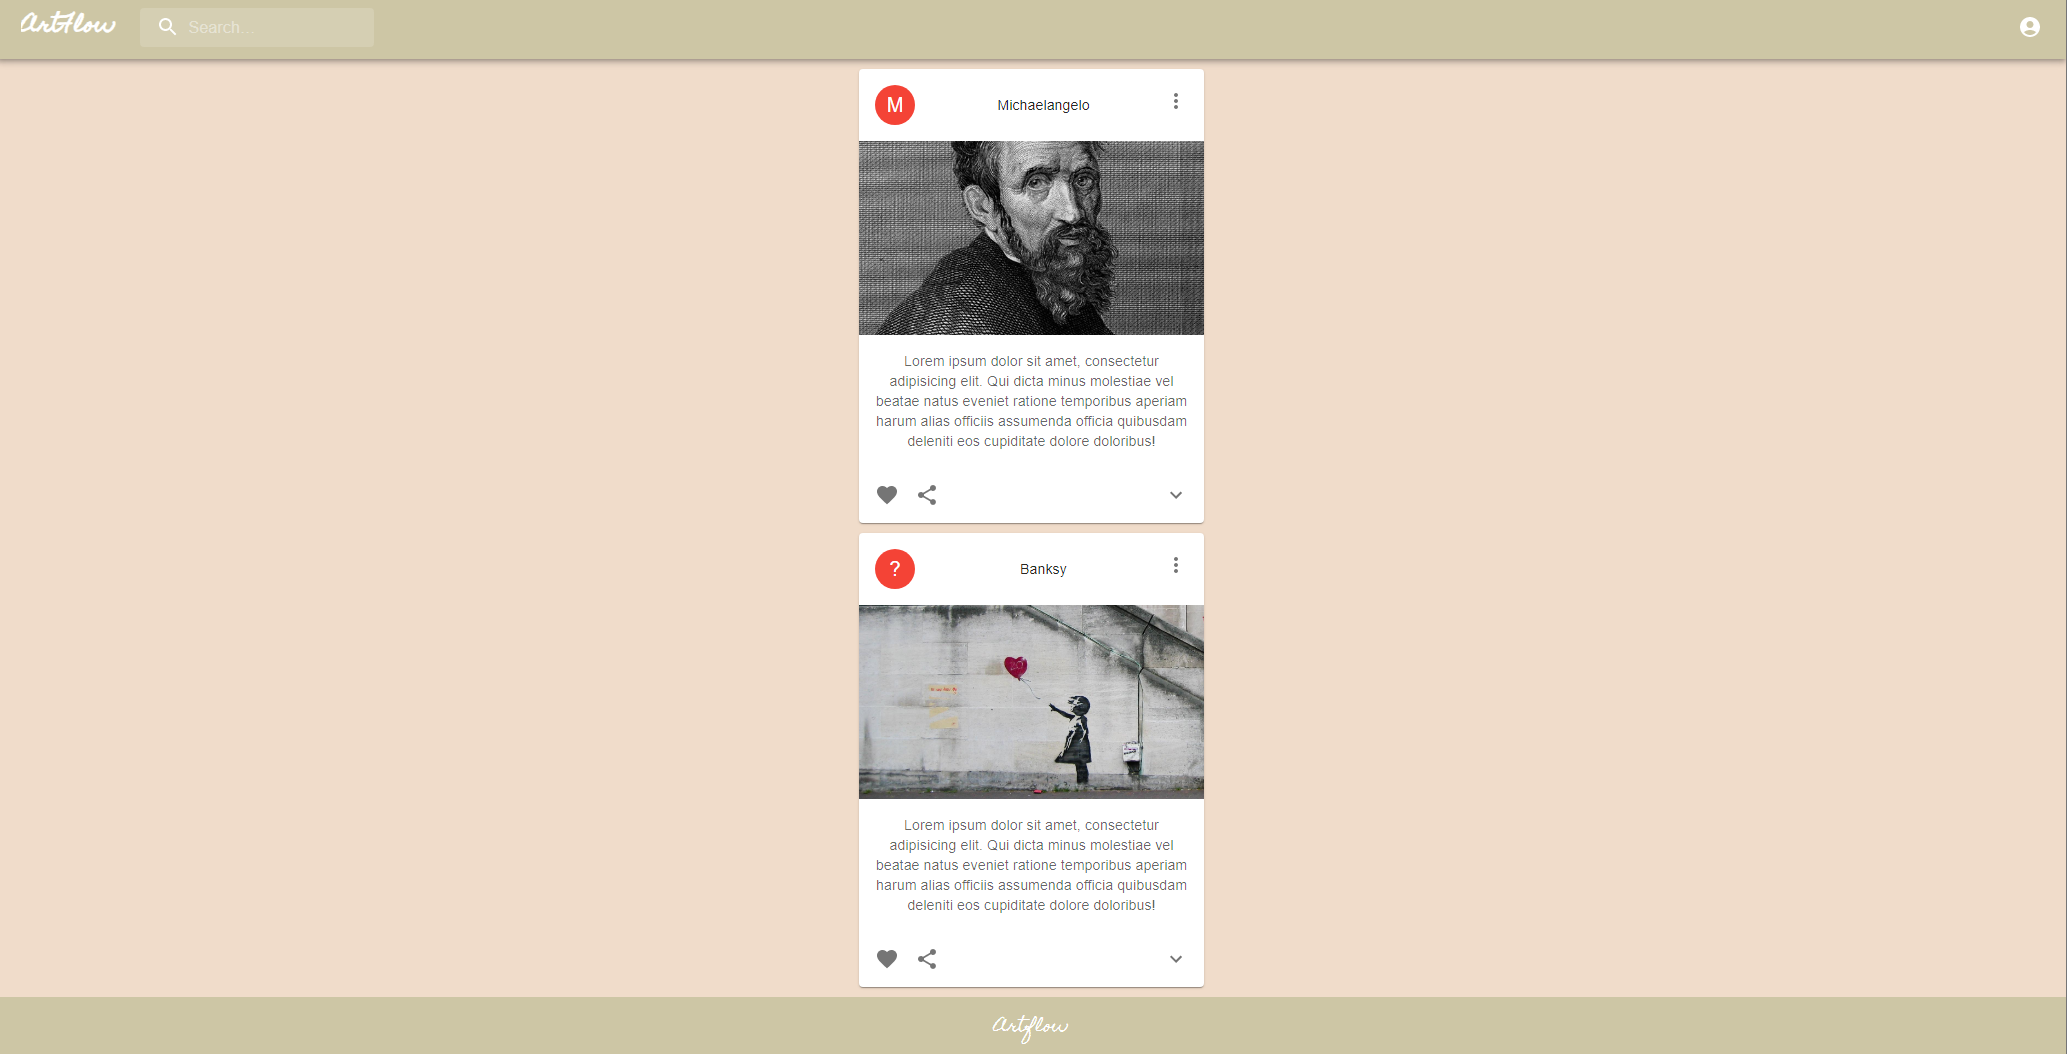 ArtFlow
Search...
M
Michaelangelo
Lorem ipsum dolor sit amet, consectetur
adipisicing elit. Qui dicta minus molestiae vel
beatae natus eveniet ratione temporibus aperiam
harum alias officiis assumenda officia quibusdam
deleniti eos cupiditate dolore doloribus!
?
Banksy
Lorem ipsum dolor sit amet, consectetur
adipisicing elit. Qui dicta minus molestiae vel
beatae natus eveniet ratione temporibus aperiam
harum alias officiis assumenda officia quibusdam
deleniti eos cupiditate dolore doloribus!
Artflow